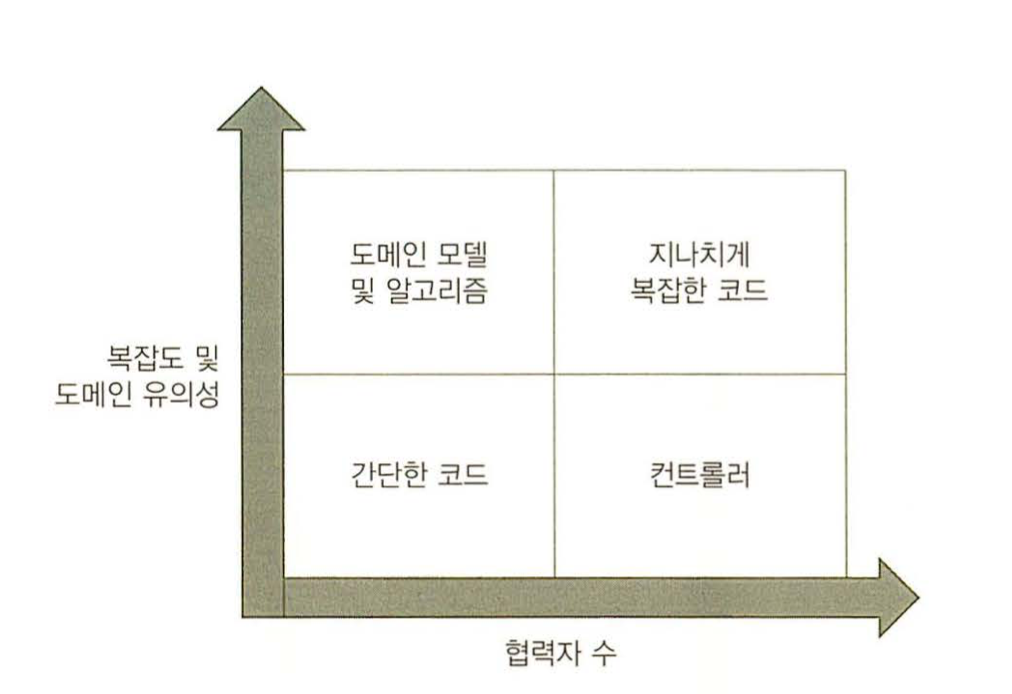 도메인 모델
및 알고리즘
지나치게
복잡한 코드
복잡도 및
도메인 유의성
간단한 코드
컨트롤러
협력자 수